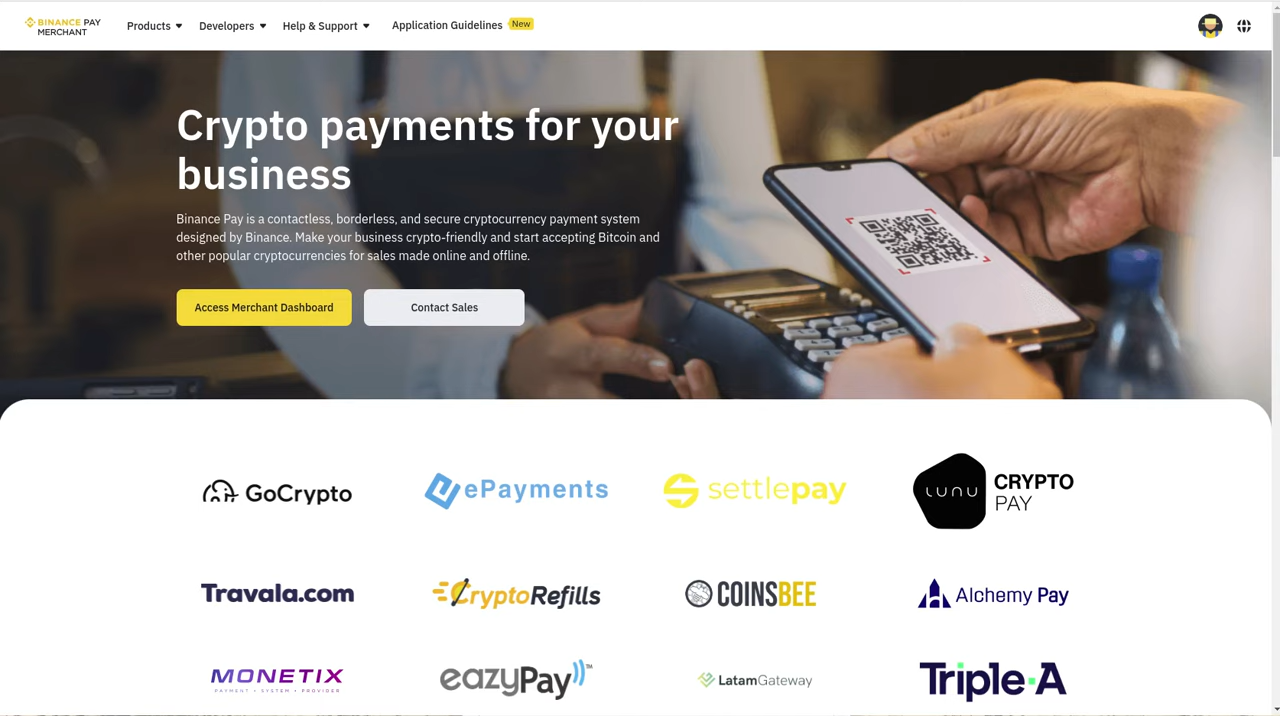 BINANCE PAY
MERCHANT
Products
Developers
Help & Support
Application Guidelines
New
Crypto payments for your
business
Binance Pay is a contactless, borderless, and secure cryptocurrency payment system
designed by Binance. Make your business crypto-friendly and start accepting Bitcoin and
other popular cryptocurrencies for sales made online and offline.
Access Merchant Dashboard
Contact Sales
GoCrypto
ePayments
settlepay
LUNU
CRYPTO
PAY
Travala.com
CryptoRefills
COINSBEE
Alchemy Pay
MONETIX
PAYMENT • SYSTEM • PROVIDER
eazyPay TM
LatamGateway
Triple-A